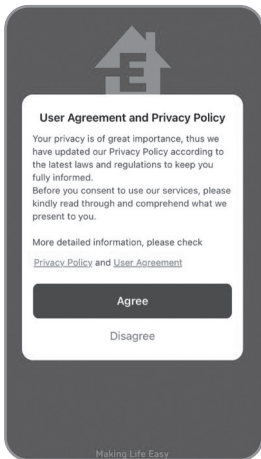 E
User Agreement and Privacy Policy
Your privacy is of great importance, thus we
have updated our Privacy Policy according to
the latest laws and regulations to keep you
fully informed.
Before you consent to use our services, please
kindly read through and comprehend what we
present to you.
More detailed information, please check
Privacy Policy and User Agreement
Agree
Disagree
Making Life Easy